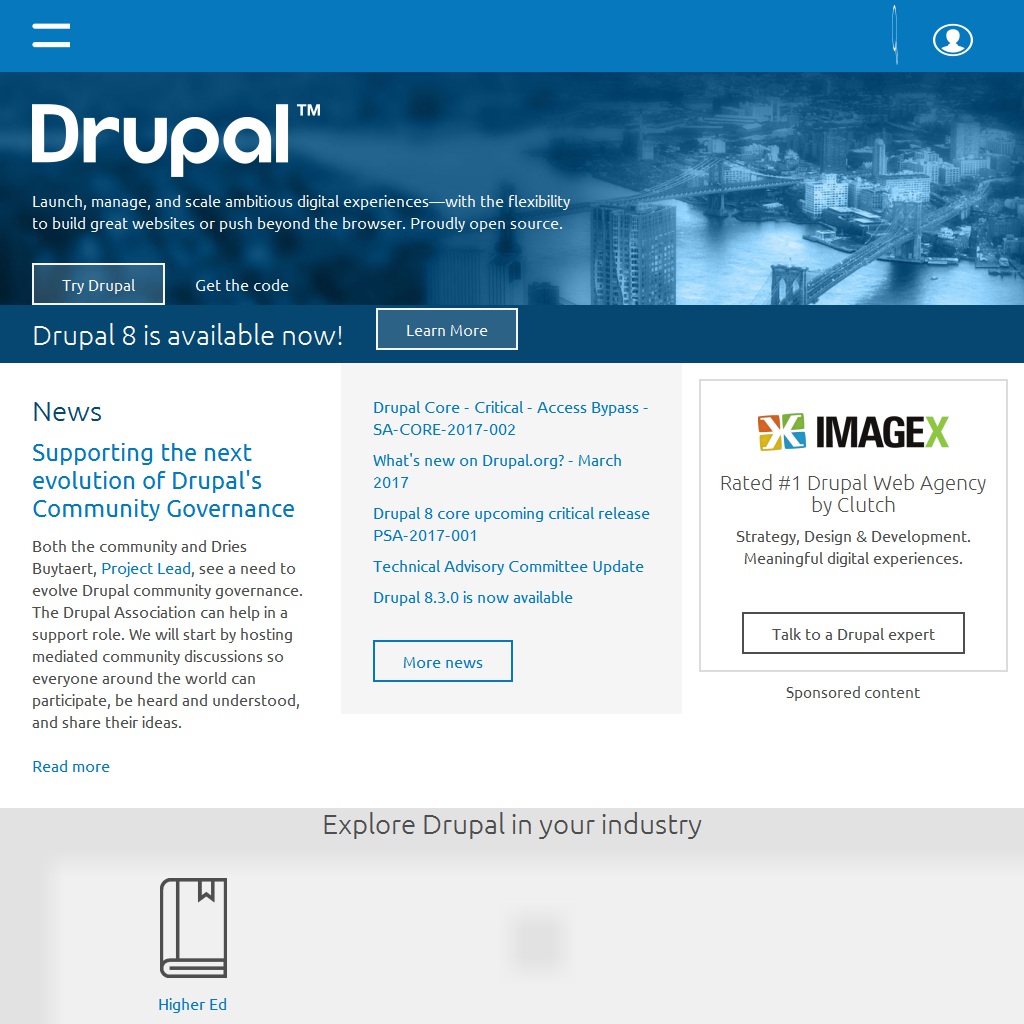 Drupal™
Launch, manage, and scale ambitious digital experiences—with the flexibility
to build great websites or push beyond the browser. Proudly open source.
Try Drupal
Get the code
Drupal 8 is available now!
Learn More
News
Supporting the next
evolution of Drupal's
Community Governance
Both the community and Dries
Buytaert, Project Lead, see a need to
evolve Drupal community governance.
The Drupal Association can help in a
support role. We will start by hosting
mediated community discussions so
everyone around the world can
participate, be heard and understood,
and share their ideas.
Read more
Drupal Core - Critical - Access Bypass -
SA-CORE-2017-002
What's new on Drupal.org? - March
2017
Drupal 8 core upcoming critical release
PSA-2017-001
Technical Advisory Committee Update
Drupal 8.3.0 is now available
More news
IMAGEX
Rated #1 Drupal Web Agency
by Clutch
Strategy, Design & Development.
Meaningful digital experiences.
Talk to a Drupal expert
Sponsored content
Explore Drupal in your industry
Higher Ed